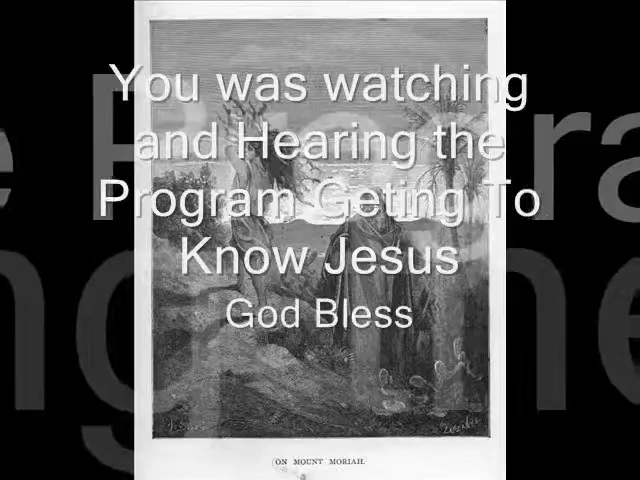 You was watching
and Hearing the
Program Geting To
Know Jesus
God Bless
ON MOUNT MORIAH.